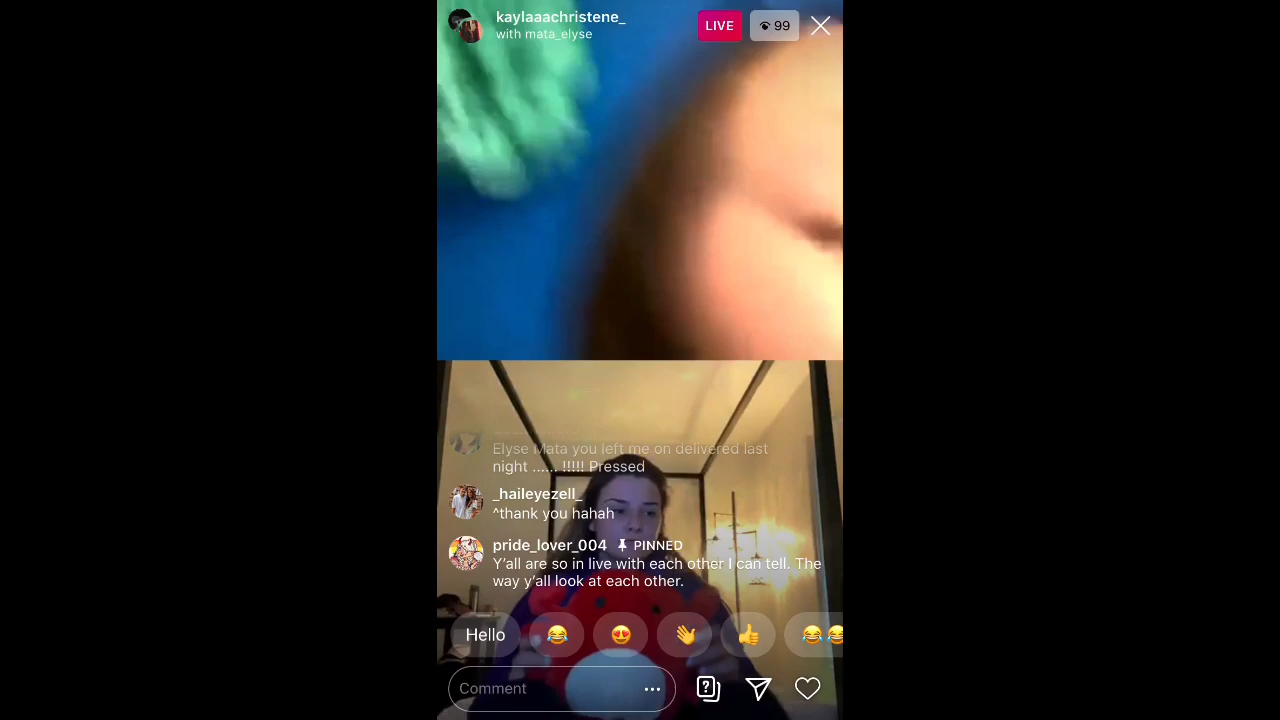 kaylaaachristene_
with mata_elyse
LIVE
99
Elyse Mata you left me on delivered last
night ...... !!!!! Pressed
_haileyezell_
^thank you hahah
pride_lover_004 PINNED
Y'all are so in live with each other I can tell. The
way y'all look at each other.
Hello
Comment